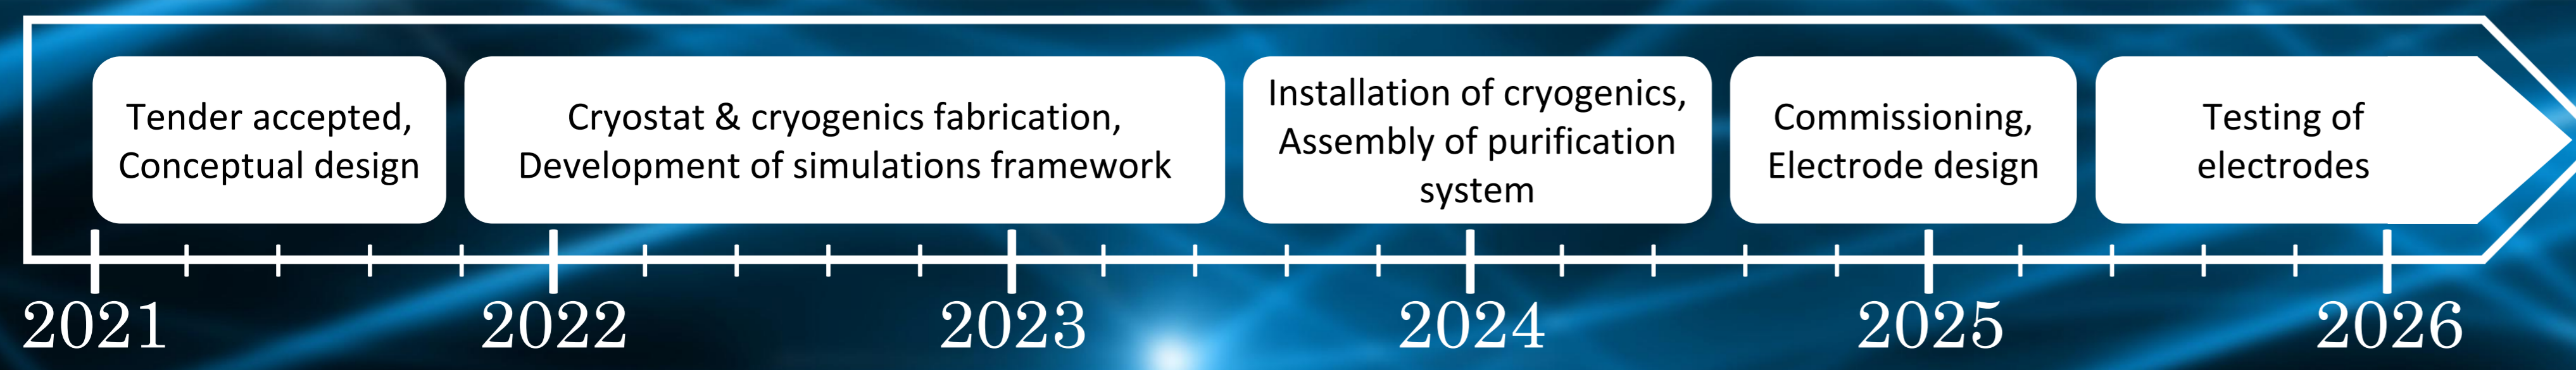 Tender accepted,
Conceptual design
Cryostat & cryogenics fabrication,
Development of simulations framework
Installation of cryogenics,
Assembly of purification
system
Commissioning,
Electrode design
Testing of
electrodes
2021
2022
2023
2024
2025
2026